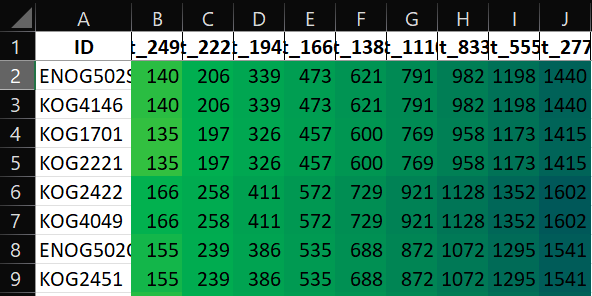 A B C D E F G H I J
1 ID t_249 t_222 t_194 t_166 t_138 t_111 t_833 t_555 t_277
2 ENOG502S 140 206 339 473 621 791 982 1198 1440
3 KOG4146 140 206 339 473 621 791 982 1198 1440
4 KOG1701 135 197 326 457 600 769 958 1173 1415
5 KOG2221 135 197 326 457 600 769 958 1173 1415
6 KOG2422 166 258 411 572 729 921 1128 1352 1602
7 KOG4049 166 258 411 572 729 921 1128 1352 1602
8 ENOG502 155 239 386 535 688 872 1072 1295 1541
9 KOG2451 155 239 386 535 688 872 1072 1295 1541